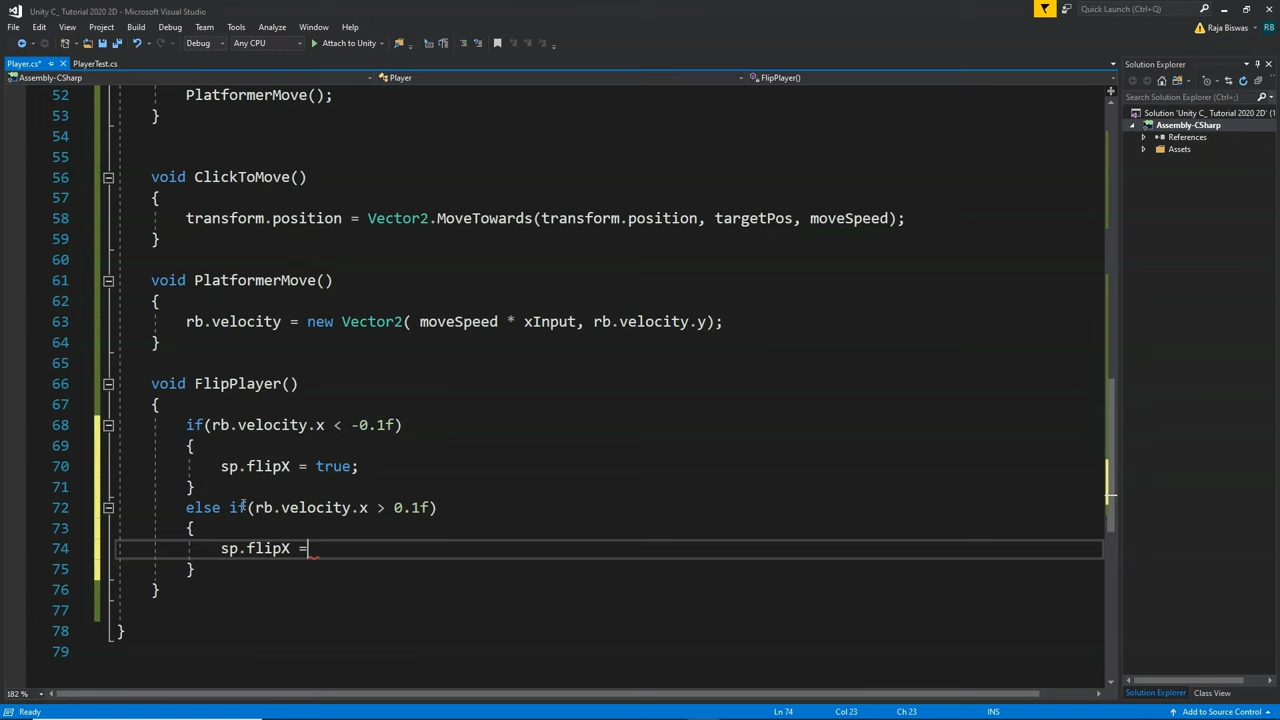 Unity C_ Tutorial 2020 2D - Microsoft Visual Studio
Quick Launch (Ctrl+Q)
File Edit View Project Build Debug Team Tools Test Analyze Window Help
Raja Biswas RB
Debug Any CPU Attach to Unity
Player.cs* PlayerTest.cs
Solution Explorer
Assembly-CSharp Player FlipPlayer()
Search Solution Explorer (Ctrl+;)
Solution 'Unity C_ Tutorial 2020 2D' (1
Assembly-CSharp
References
Assets
52 PlatformerMove();
53 }
54
55
56 void ClickToMove()
57 {
58 transform.position = Vector2.MoveTowards(transform.position, targetPos, moveSpeed);
59 }
60
61 void PlatformerMove()
62 {
63 rb.velocity = new Vector2( moveSpeed * xInput, rb.velocity.y);
64 }
65
66 void FlipPlayer()
67 {
68 if(rb.velocity.x < -0.1f)
69 {
70 sp.flipX = true;
71 }
72 else if(rb.velocity.x > 0.1f)
73 {
74 sp.flipX =
75 }
76 }
77
78 }
79
182 %
Solution Explorer Class View
Ready Ln 74 Col 23 Ch 23 INS Add to Source Control